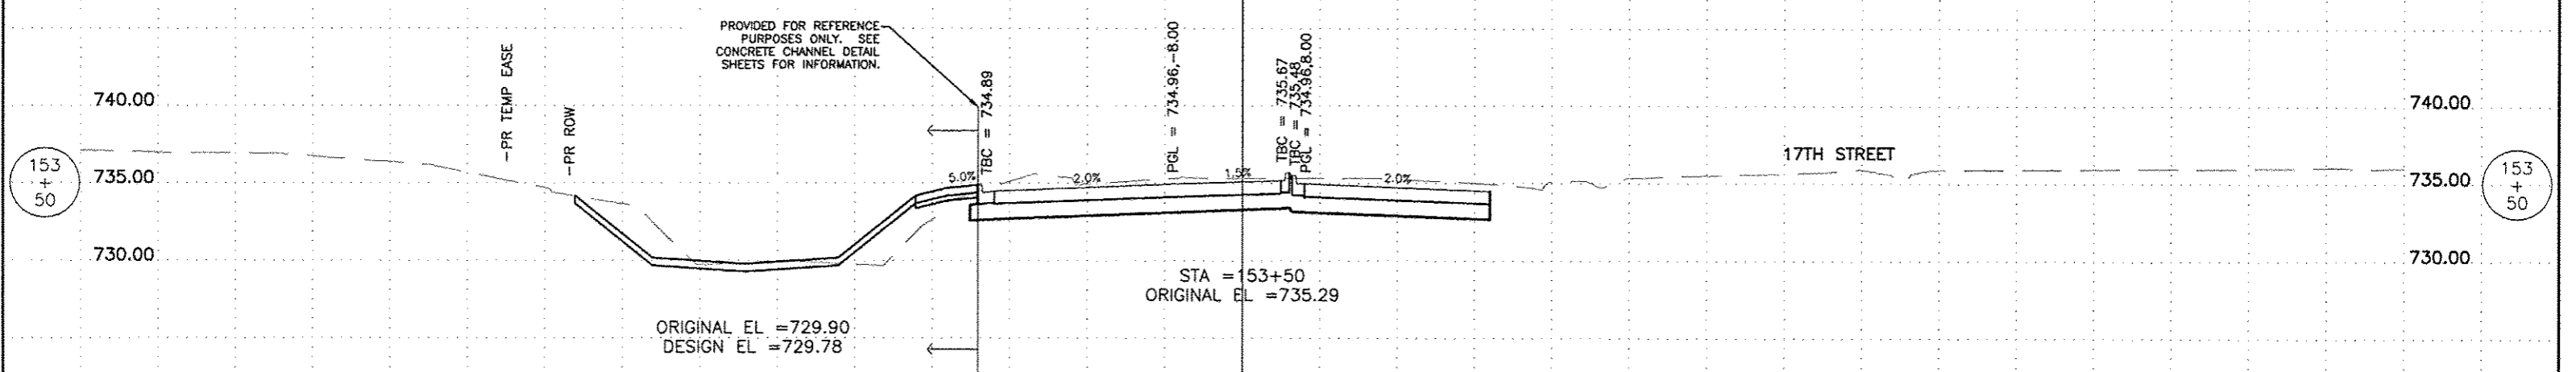 PROVIDED FOR REFERENCE
PURPOSES ONLY. SEE
CONCRETE CHANNEL DETAIL
SHEETS FOR INFORMATION.
-PR TEMP EASE
-PR ROW
TBC = 734.89
PGL = 734.96,-8.00
TBC = 735.67
TBC = 735.48
PGL = 734.96,8.00
740.00
740.00
17TH STREET
153
+
50
735.00
5.0%
2.0%
1.5%
2.0%
735.00
153
+
50
730.00
730.00
STA =153+50
ORIGINAL EL =735.29
ORIGINAL EL =729.90
DESIGN EL =729.78